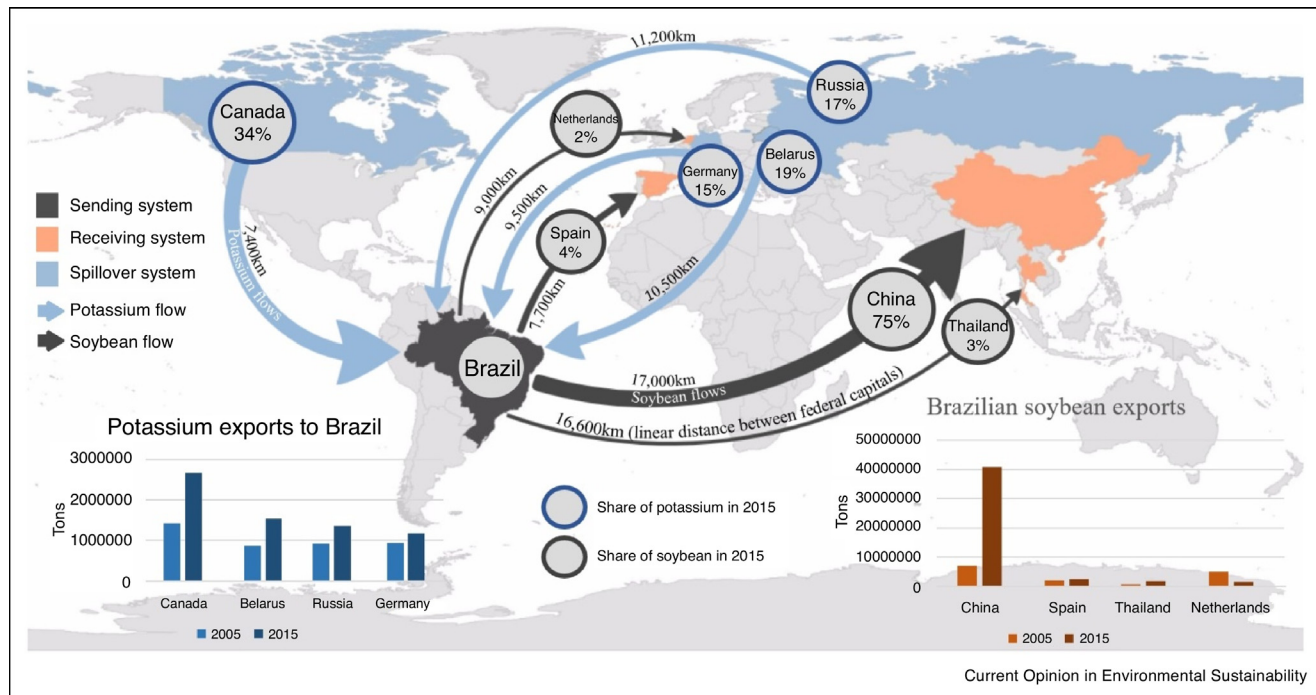 11,200km
Russia
17%
Canada
34%
Netherlands
2%
Belarus
19%
Germany
15%
9,000km
9,500km
Sending system
Receiving system
Spillover system
Potassium flow
Soybean flow
7,400km
Potassium flows
Spain
4%
7,700km
10,500km
China
75%
Thailand
3%
Brazil
17,000km
Soybean flows
16,600km (linear distance between federal capitals)
Potassium exports to Brazil
Tons
3000000
2000000
1000000
0
Canada Belarus Russia Germany
2005 2015
Share of potassium in 2015
Share of soybean in 2015
Brazilian soybean exports
Tons
50000000
40000000
30000000
20000000
10000000
0
China Spain Thailand Netherlands
2005 2015
Current Opinion in Environmental Sustainability